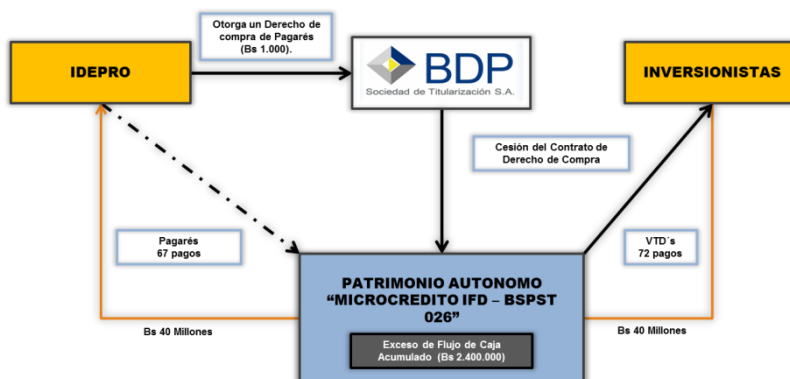 Otorga un Derecho de
compra de Pagarés
(Bs 1.000).
IDEPRO
BDP
Sociedad de Titularización S.A.
INVERSIONISTAS
Cesión del Contrato de
Derecho de Compra
Pagarés
67 pagos
VTD´s
72 pagos
PATRIMONIO AUTONOMO
“MICROCREDITO IFD – BSPST
026”
Bs 40 Millones
Bs 40 Millones
Exceso de Flujo de Caja
Acumulado (Bs 2.400.000)